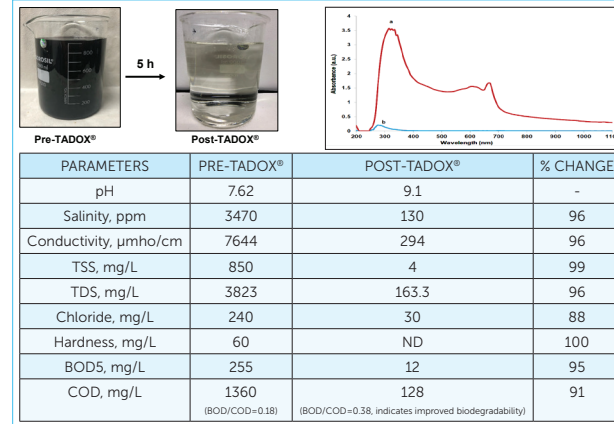 5 h
Pre-TADOX®
Post-TADOX®
Absorbance (a.u.)
4
3.5
3
2.5
2
1.5
1
0.5
0
a
b
200 300 400 500 600 700 800 900 1000
Wavelength (nm)
PARAMETERS PRE-TADOX® POST-TADOX® % CHANGE
pH 7.62 9.1 -
Salinity, ppm 3470 130 96
Conductivity, µmho/cm 7644 294 96
TSS, mg/L 850 4 99
TDS, mg/L 3823 163.3 96
Chloride, mg/L 240 30 88
Hardness, mg/L 60 ND 100
BOD5, mg/L 255 12 95
COD, mg/L 1360 128 91
(BOD/COD=0.18) (BOD/COD=0.38, indicates improved biodegradability)